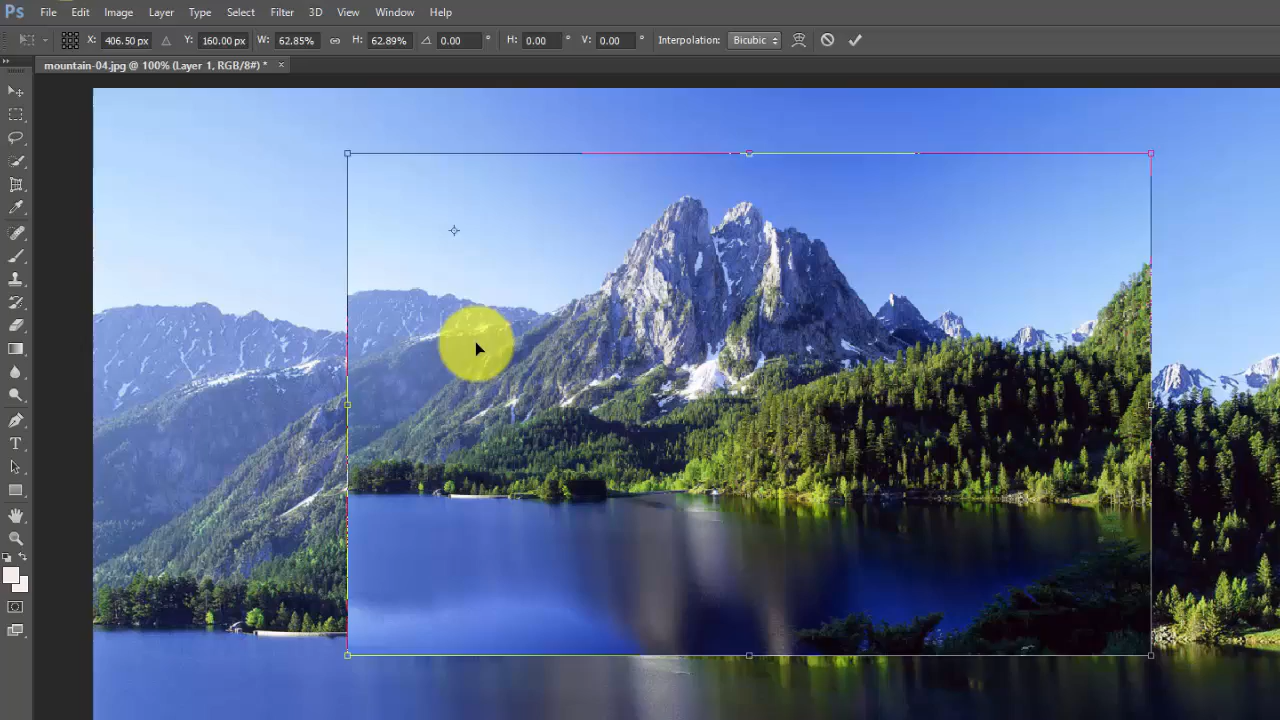 Ps File Edit Image Layer Type Select Filter 3D View Window Help
X: 406.50 px Y: 160.00 px W: 62.85% H: 62.89% 0.00 ° H: 0.00 ° V: 0.00 ° Interpolation: Bicubic
mountain-04.jpg @ 100% (Layer 1, RGB/8#) * ×
T